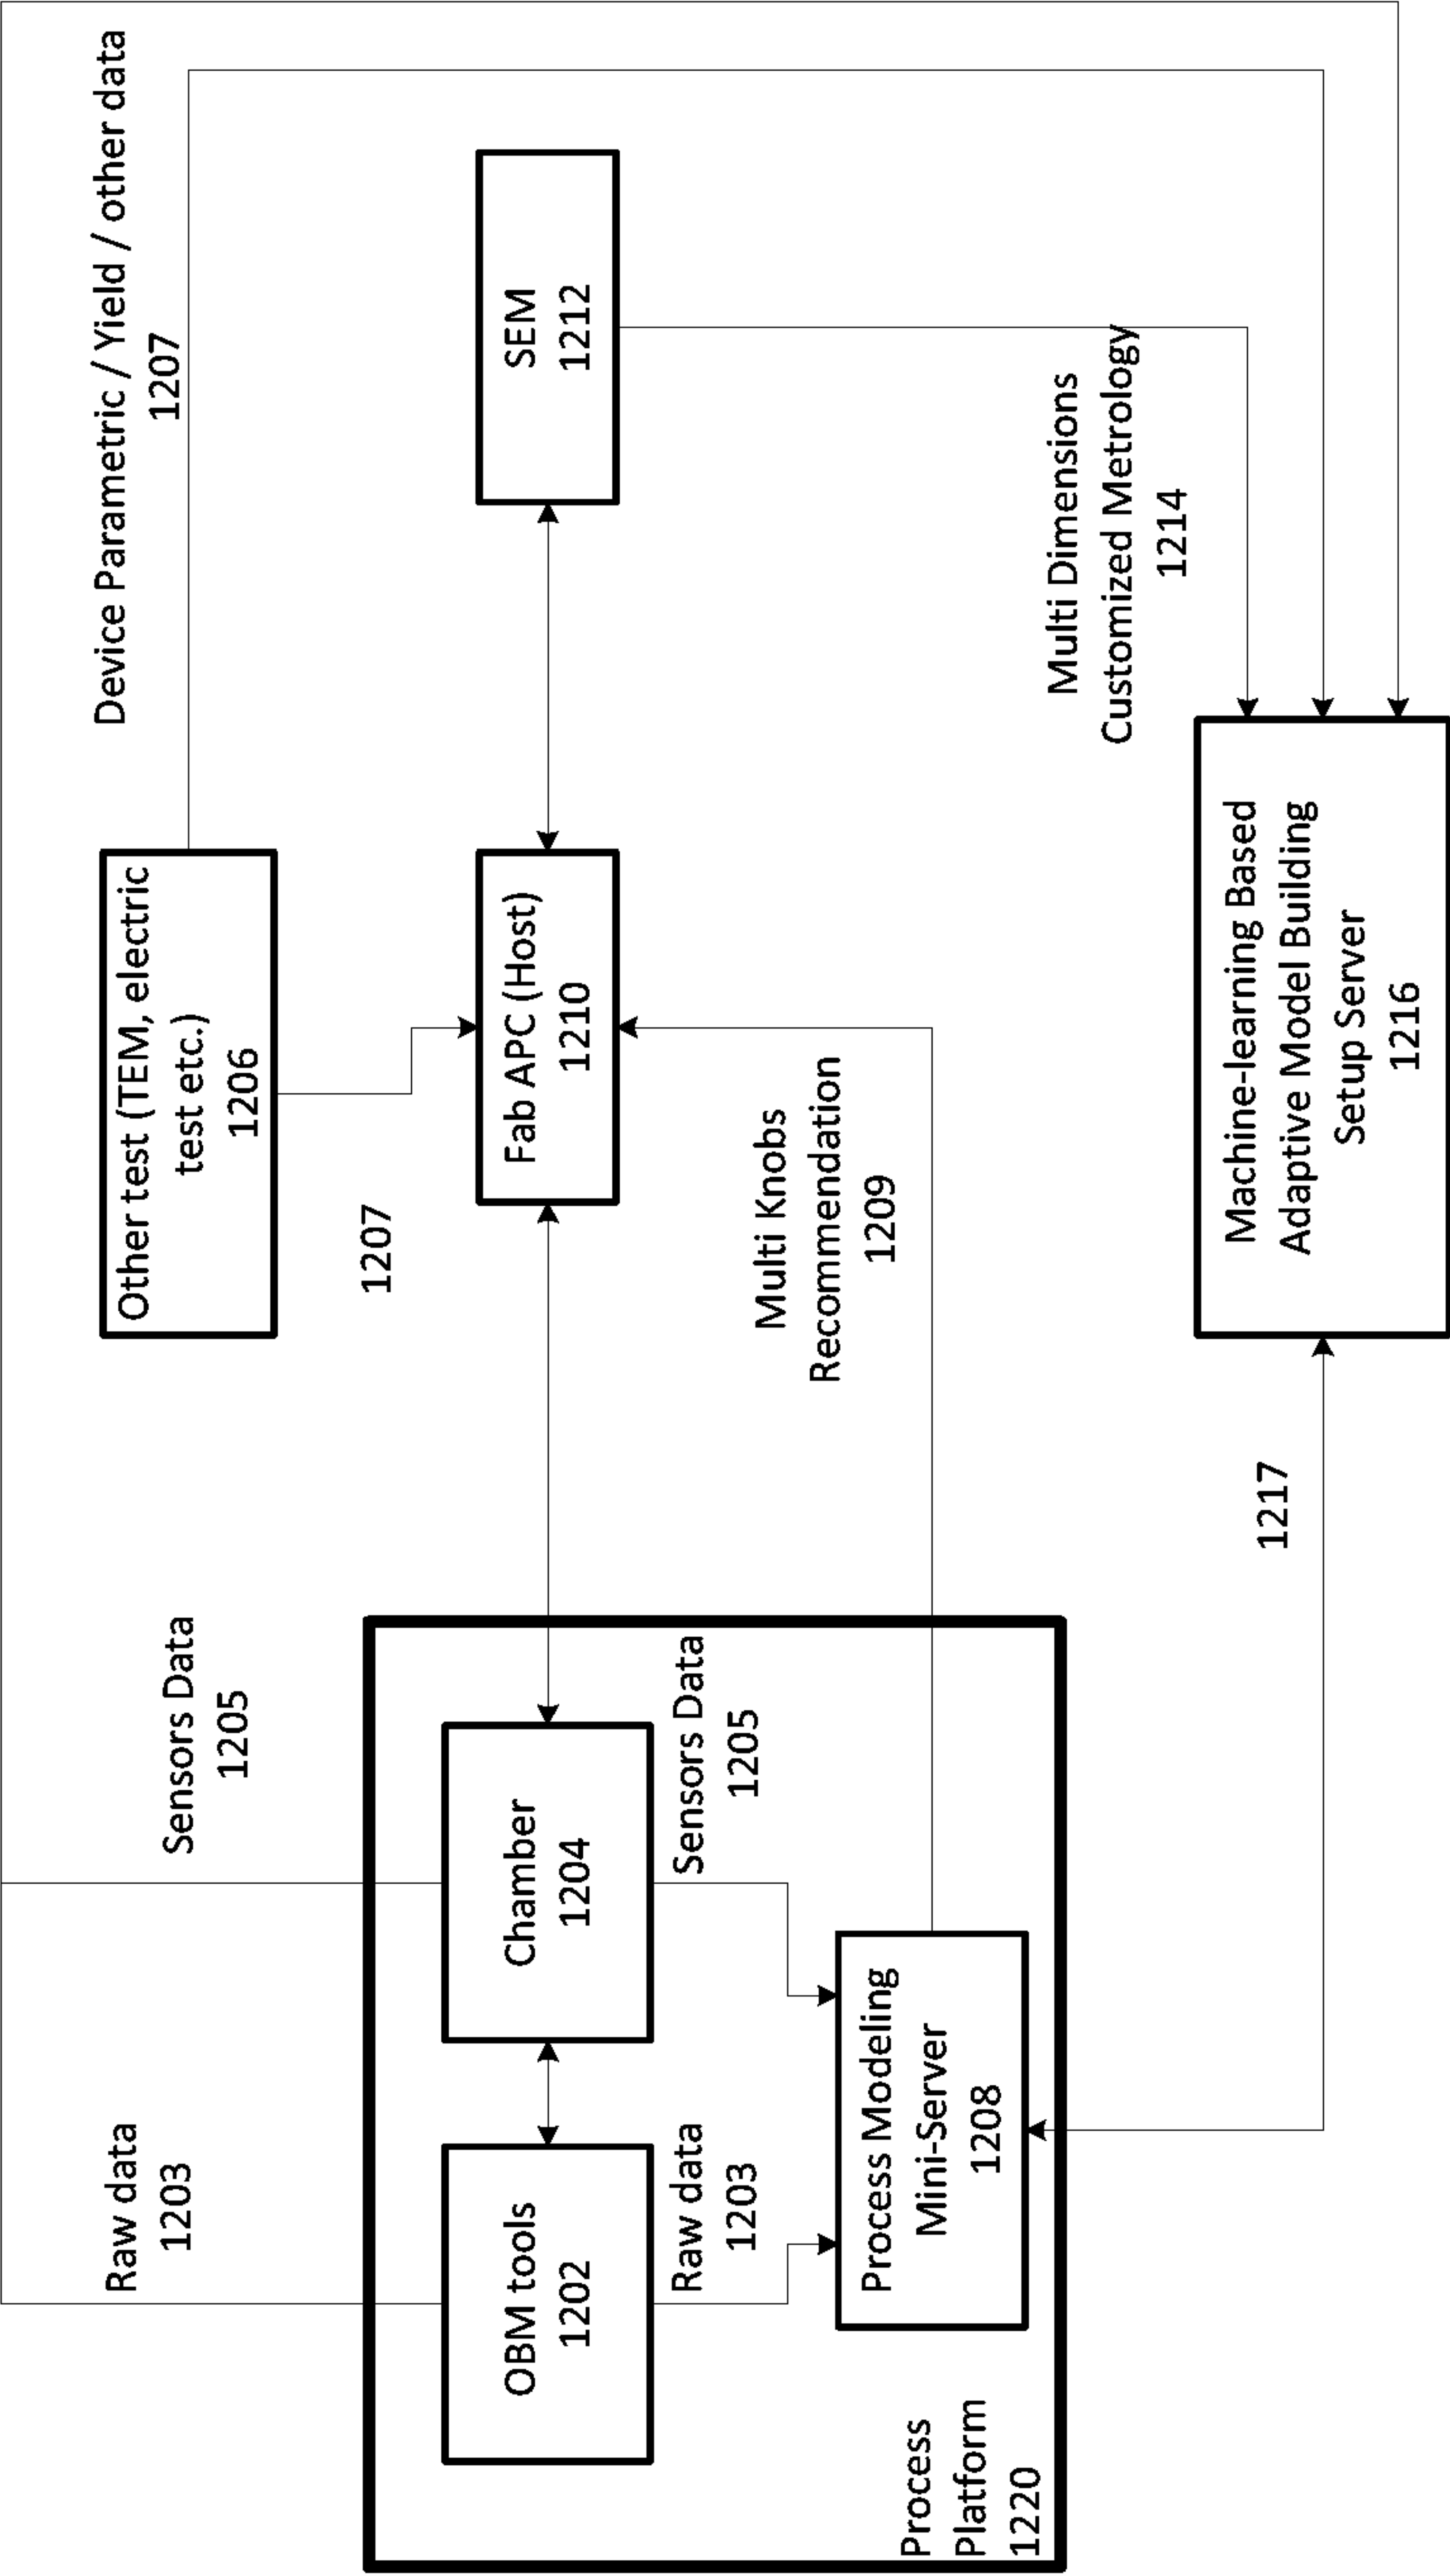 Device Parametric / Yield / other data
1207
Raw data
1203
Sensors Data
1205
Other test (TEM, electric
test etc.)
1206
1207
OBM tools
1202
Chamber
1204
Fab APC (Host)
1210
SEM
1212
Raw data
1203
Sensors Data
1205
Multi Knobs
Recommendation
1209
Process Modeling
Mini-Server
1208
Process
Platform
1220
Multi Dimensions
Customized Metrology
1214
1217
Machine-learning Based
Adaptive Model Building
Setup Server
1216